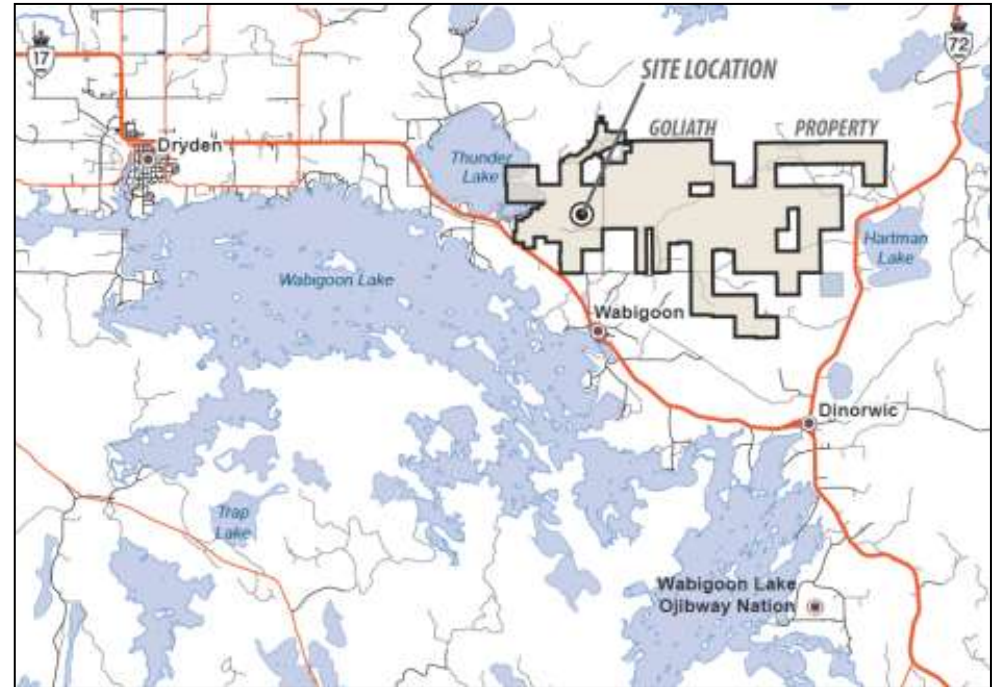 17
72
SITE LOCATION
GOLIATH PROPERTY
Dryden
Thunder
Lake
Hartman
Lake
Wabigoon Lake
Wabigoon
Dinorwic
Trap
Lake
Wabigoon Lake
Ojibway Nation